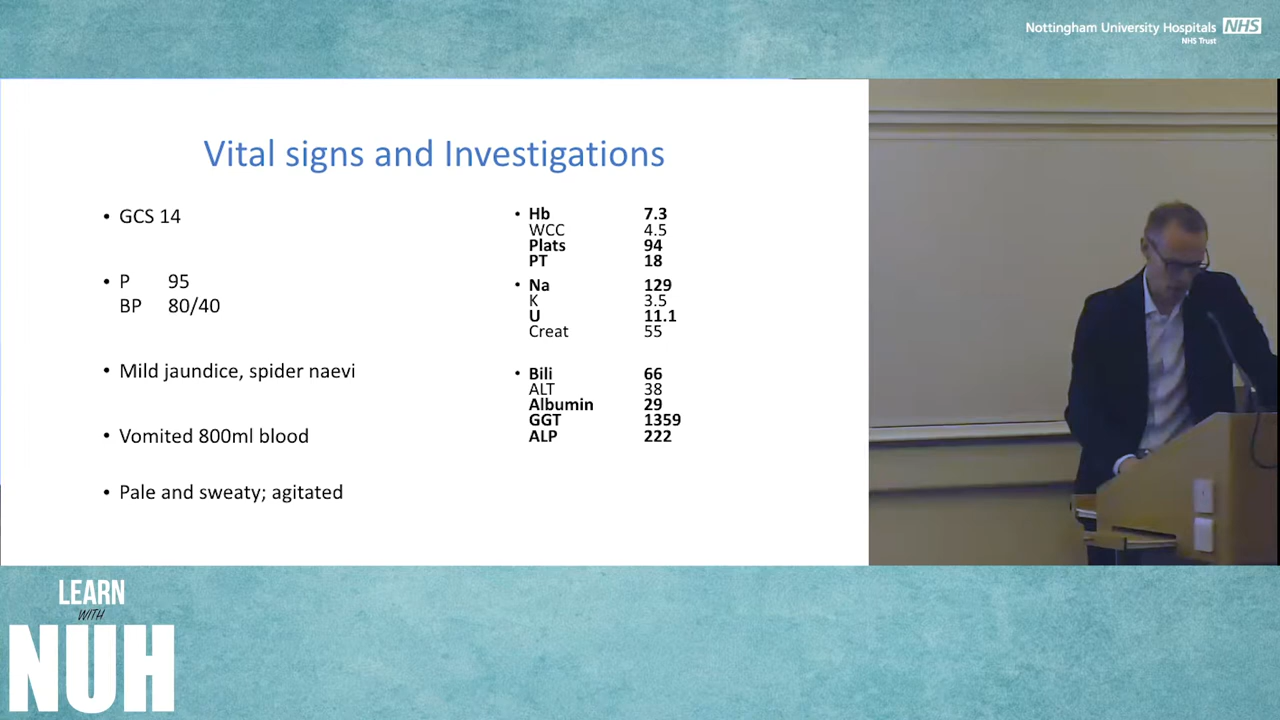 Nottingham University Hospitals NHS
NHS Trust
Vital signs and Investigations
• GCS 14
• P 95
BP 80/40
• Mild jaundice, spider naevi
• Vomited 800ml blood
• Pale and sweaty; agitated
• Hb 7.3
WCC 4.5
Plats 94
PT 18
• Na 129
K 3.5
U 11.1
Creat 55
• Bili 66
ALT 38
Albumin 29
GGT 1359
ALP 222
LEARN
WITH
NUH